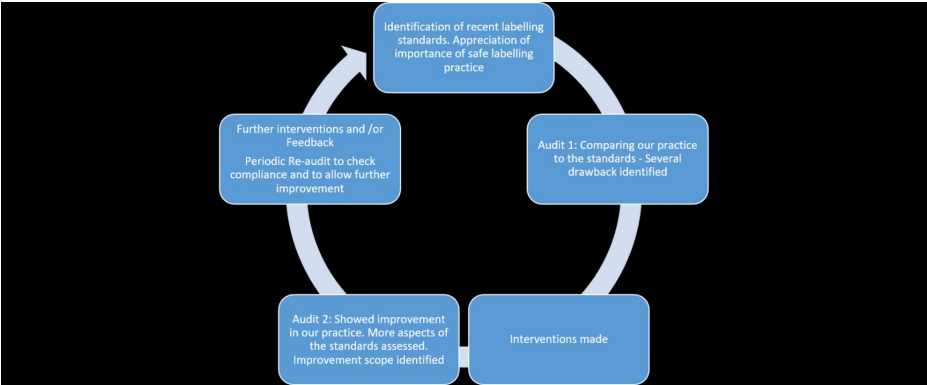 Identification of recent labelling
standards. Appreciation of
importance of safe labelling
practice
Audit 1: Comparing our practice
to the standards - Several
drawback identified
Interventions made
Audit 2: Showed improvement
in our practice. More aspects of
the standards assessed.
Improvement scope identified
Further interventions and /or
Feedback
Periodic Re-audit to check
compliance and to allow further
improvement